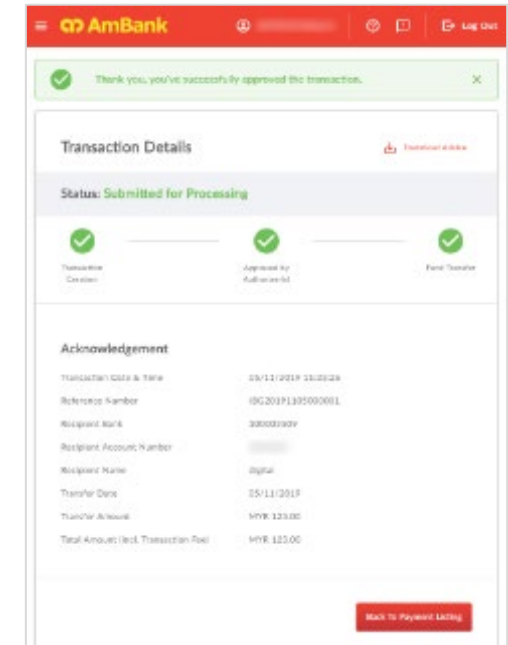 AmBank
Log Out
Thank you, you've successfully approved the transaction.
Transaction Details
Status: Submitted for Processing
Transaction
Creation
Approved by
Fund Transfer
Acknowledgement
Transaction Date & Time
Reference Number
Recipient Bank
Recipient Account Number
Recipient Name
Digital
Transfer Date 05/11/2019
Transfer Amount MYR 123.00
Total Amount (incl. Transaction Fee) MYR 123.00
Back To Payment Listing